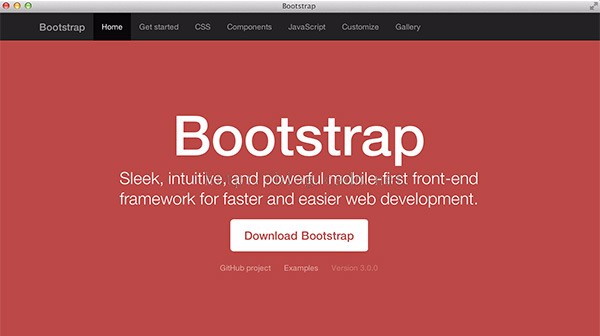 Bootstrap
Bootstrap Home Get started CSS Components JavaScript Customize Gallery
Bootstrap
Sleek, intuitive, and powerful mobile-first front-end
framework for faster and easier web development.
Download Bootstrap
GitHub project Examples Version 3.0.0